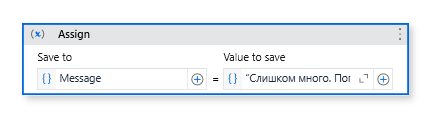 (x) Assign
Save to
Value to save
{} Message
=
{} "Слишком много.